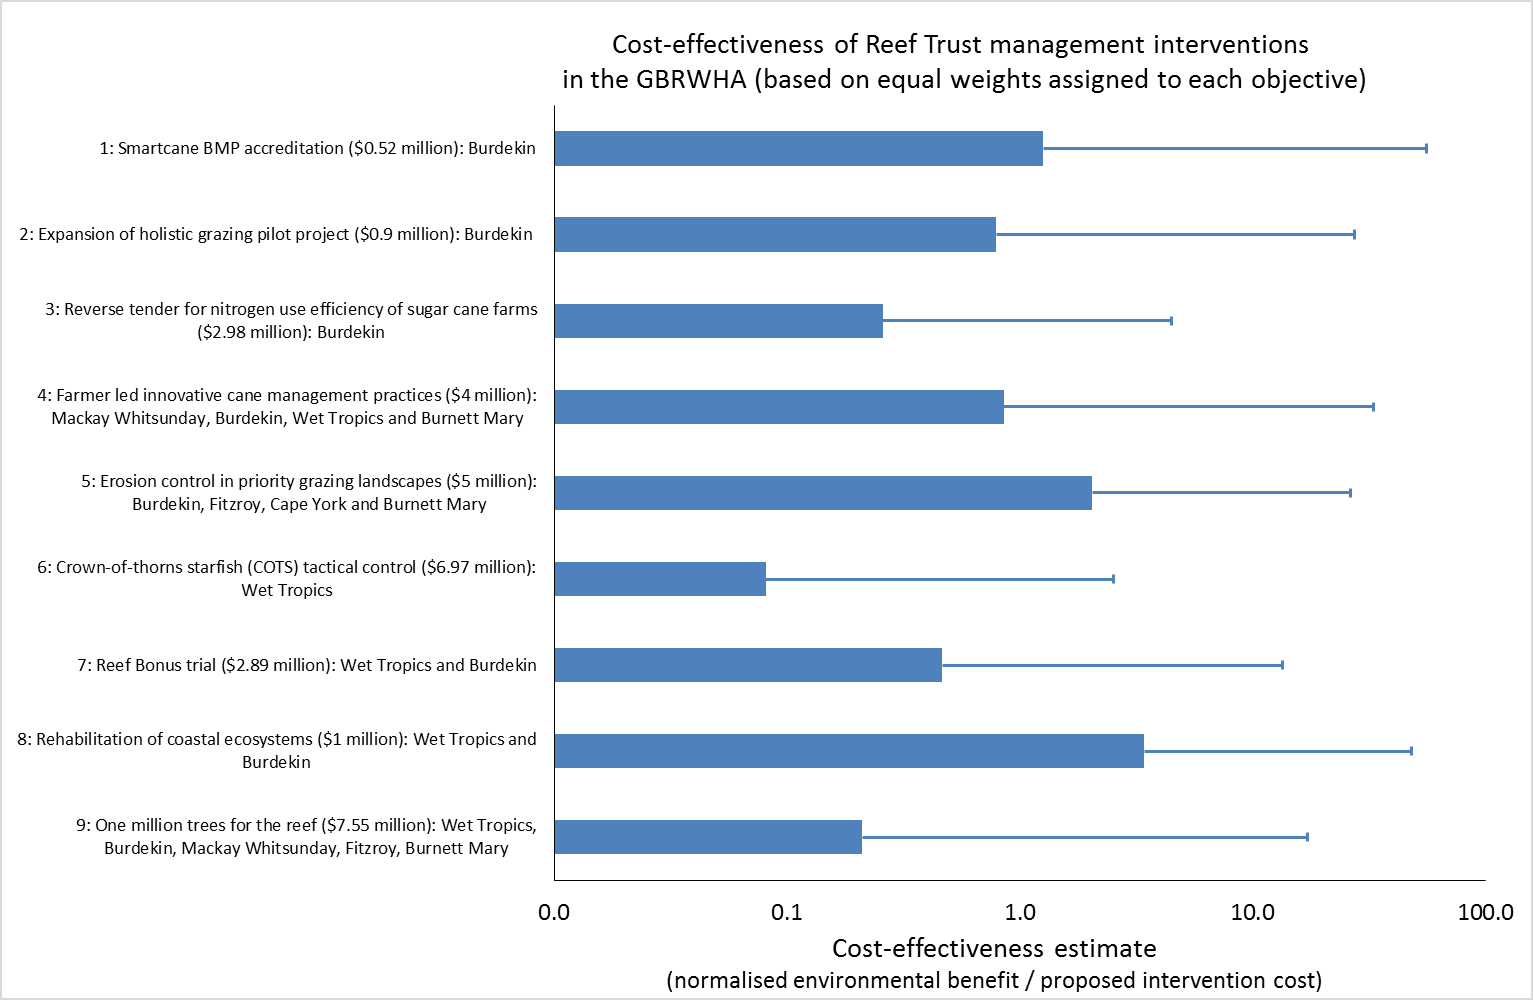 Cost-effectiveness of Reef Trust management interventions
in the GBRWHA (based on equal weights assigned to each objective)
1: Smartcane BMP accreditation ($0.52 million): Burdekin
2: Expansion of holistic grazing pilot project ($0.9 million): Burdekin
3: Reverse tender for nitrogen use efficiency of sugar cane farms
($2.98 million): Burdekin
4: Farmer led innovative cane management practices ($4 million):
Mackay Whitsunday, Burdekin, Wet Tropics and Burnett Mary
5: Erosion control in priority grazing landscapes ($5 million):
Burdekin, Fitzroy, Cape York and Burnett Mary
6: Crown-of-thorns starfish (COTS) tactical control ($6.97 million):
Wet Tropics
7: Reef Bonus trial ($2.89 million): Wet Tropics and Burdekin
8: Rehabilitation of coastal ecosystems ($1 million): Wet Tropics and
Burdekin
9: One million trees for the reef ($7.55 million): Wet Tropics,
Burdekin, Mackay Whitsunday, Fitzroy, Burnett Mary
0.0 0.1 1.0 10.0 100.0
Cost-effectiveness estimate
(normalised environmental benefit / proposed intervention cost)